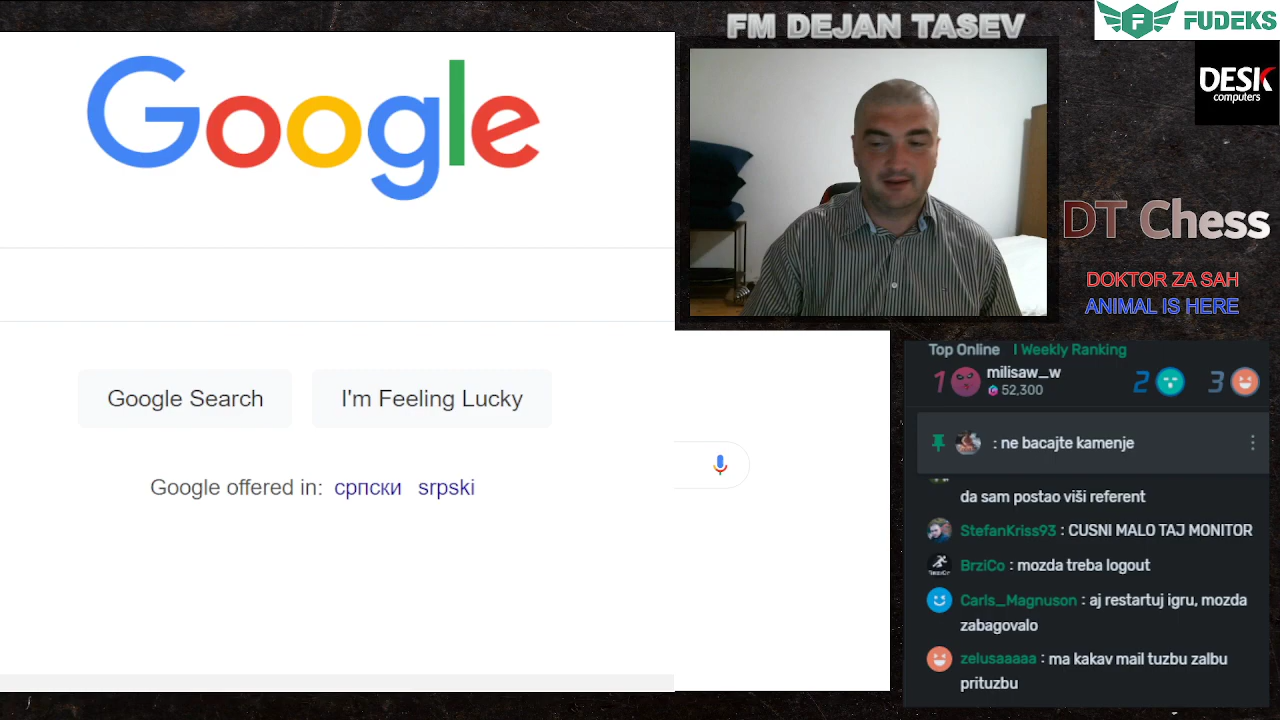 FM DEJAN TASEV
FUDEKS
DESK
computers
Google
DT Chess
DOKTOR ZA SAH
ANIMAL IS HERE
Google Search
I'm Feeling Lucky
Google offered in: српски srpski
Top Online | Weekly Ranking
1 milisaw_w 2 3
52,300
: ne bacajte kamenje
da sam postao viši referent
StefanKriss93 : CUSNI MALO TAJ MONITOR
BrziCo : mozda treba logout
Carls_Magnuson : aj restartuj igru, mozda
zabagovalo
zelusaaaaa : ma kakav mail tuzbu zalbu
prituzbu